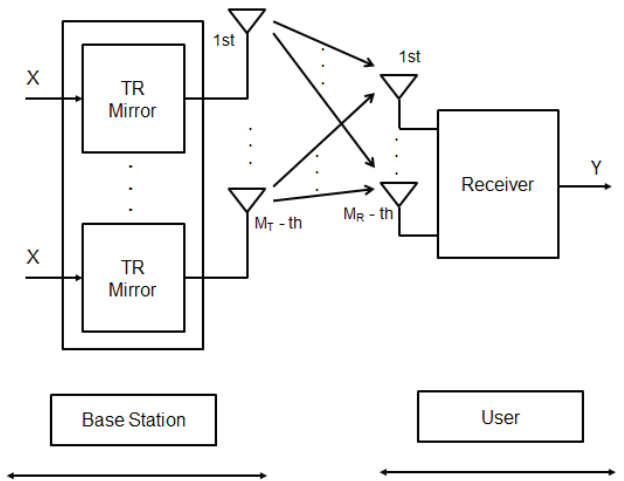 1st
1st
X
TR
Mirror
Receiver
Y
M_T - th
M_R - th
X
TR
Mirror
Base Station
User